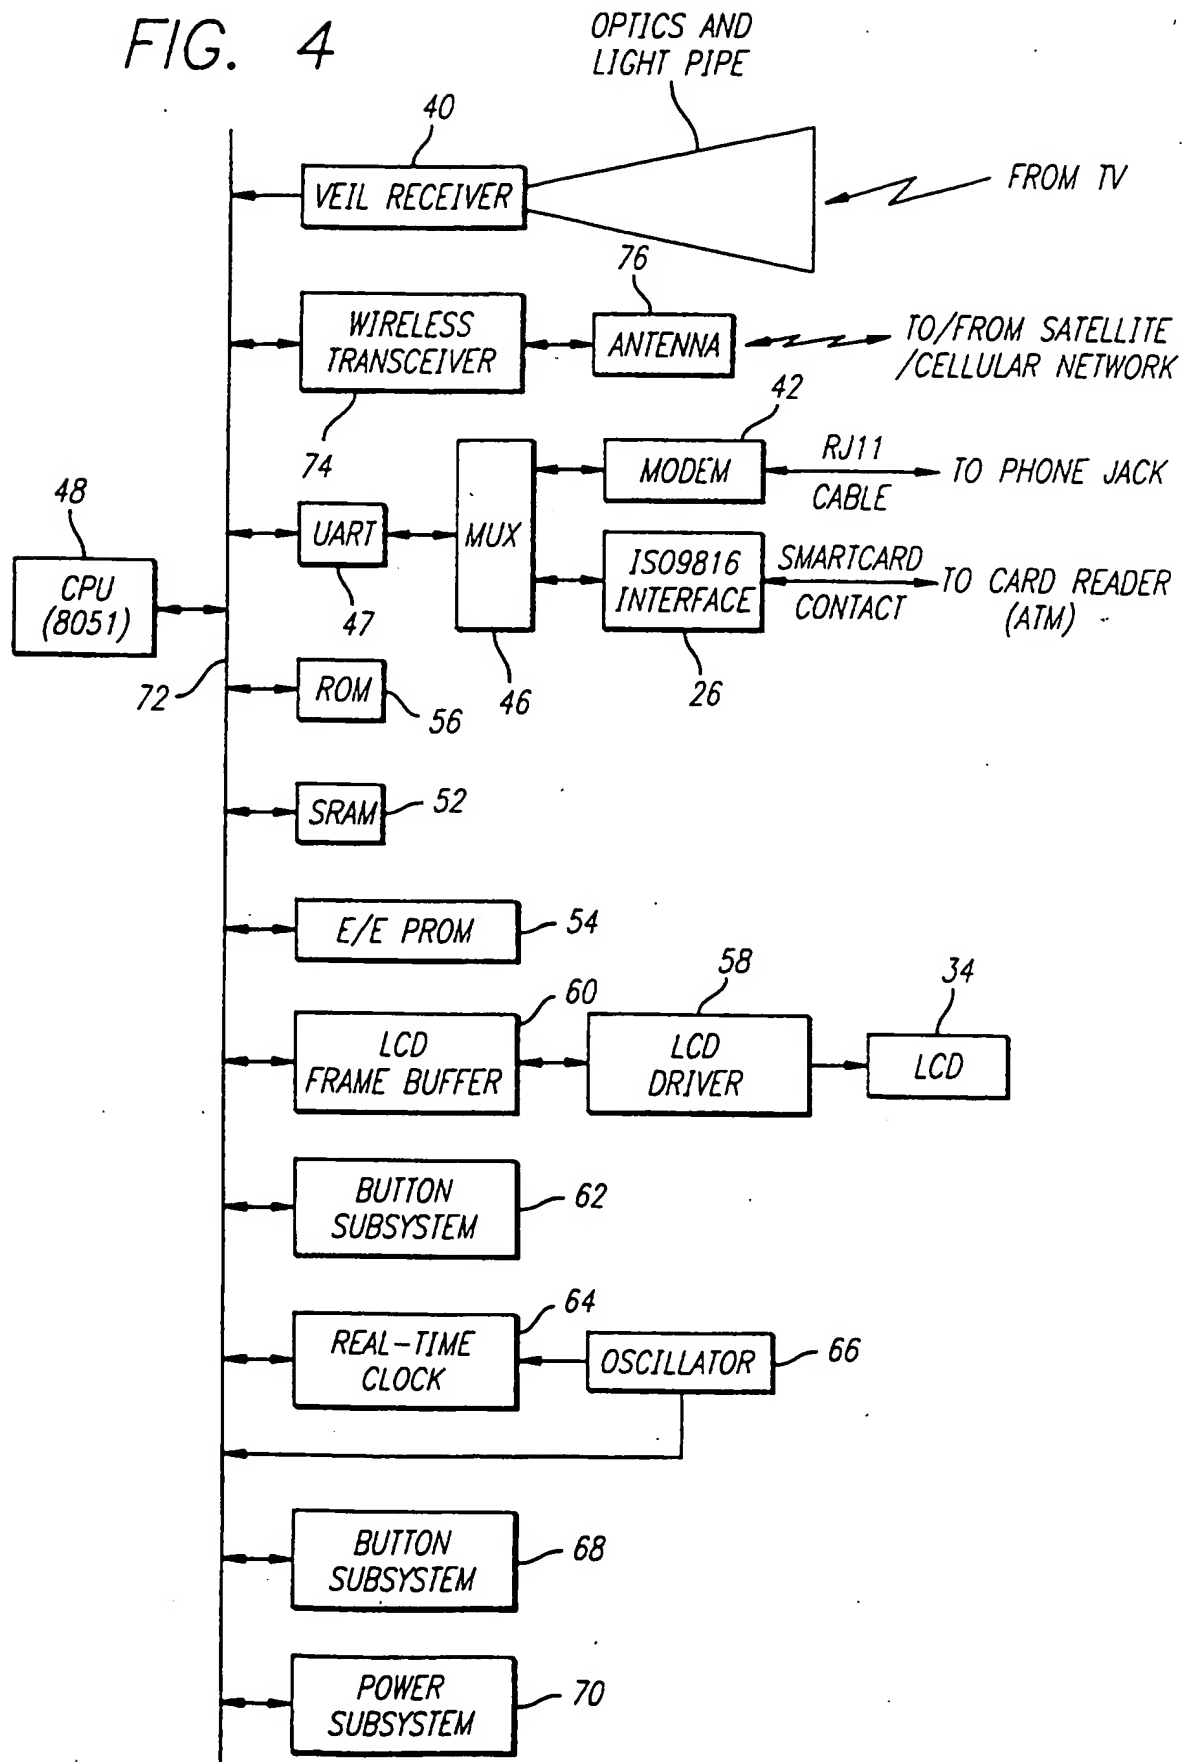 FIG. 4
OPTICS AND
LIGHT PIPE
40
VEIL RECEIVER
FROM TV
76
WIRELESS
TRANSCEIVER
ANTENNA
TO/FROM SATELLITE
/CELLULAR NETWORK
74
42
MODEM
RJ11
CABLE
TO PHONE JACK
48
CPU
(8051)
UART
47
MUX
46
ISO9816
INTERFACE
26
SMARTCARD
CONTACT
TO CARD READER
(ATM)
72
ROM
56
SRAM
52
E/E PROM
54
60
LCD
FRAME BUFFER
58
LCD
DRIVER
34
LCD
BUTTON
SUBSYSTEM
62
64
REAL-TIME
CLOCK
OSCILLATOR
66
BUTTON
SUBSYSTEM
68
POWER
SUBSYSTEM
70